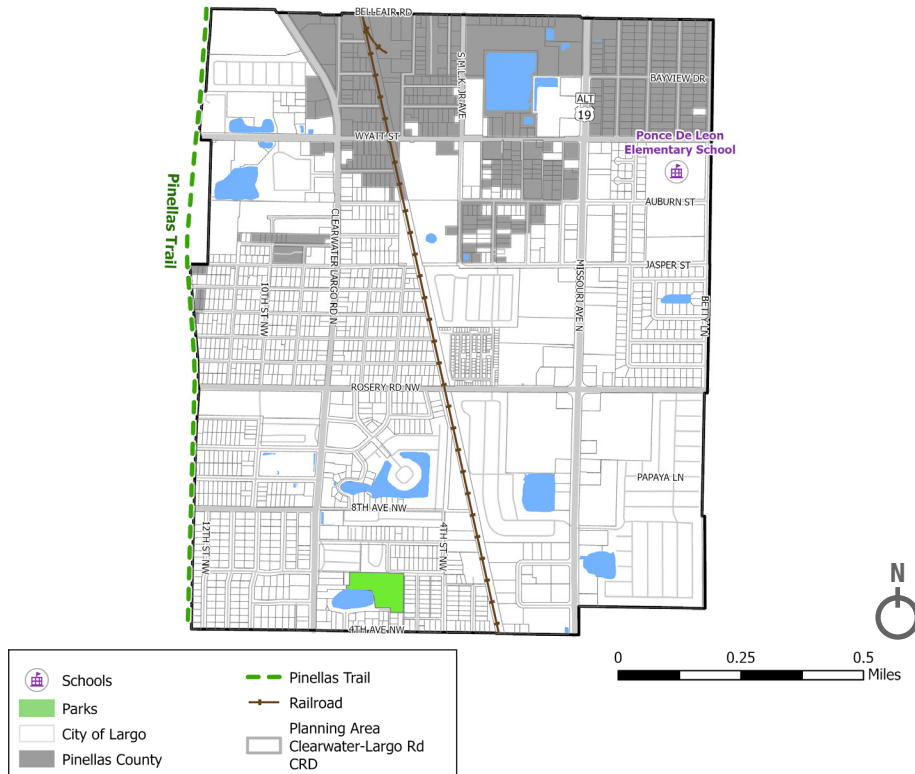 BELLEAIR RD
S M.L.K. JR AVE
BAYVIEW DR
ALT
19
WYATT ST
Ponce De Leon
Elementary School
Pinellas Trail
AUBURN ST
CLEARWATER LARGO RD N
JASPER ST
MISSOURI AVE N
10TH ST NW
BETTY LN
ROSERY RD NW
PAPAYA LN
8TH AVE NW
12TH ST NW
4TH ST NW
4TH AVE NW
N
0
0.25
0.5
Miles
Schools
Parks
City of Largo
Pinellas County
Pinellas Trail
Railroad
Planning Area
Clearwater-Largo Rd
CRD